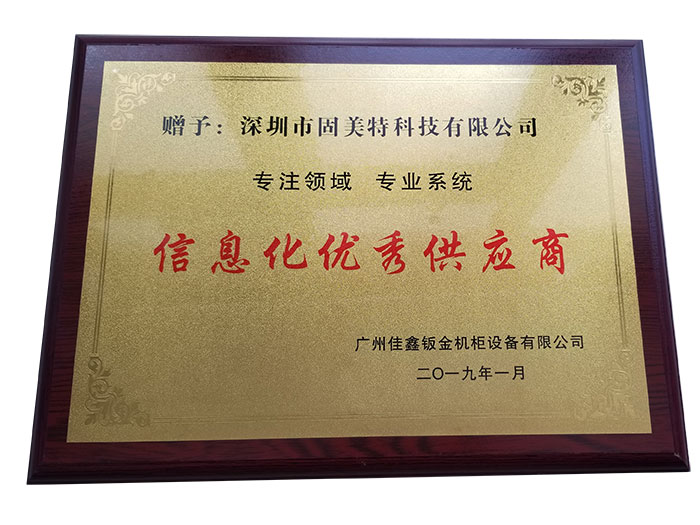 赠予：深圳市固美特科技有限公司
专注领域 专业系统
信息化优秀供应商
广州佳鑫钣金机柜设备有限公司
二〇一九年一月